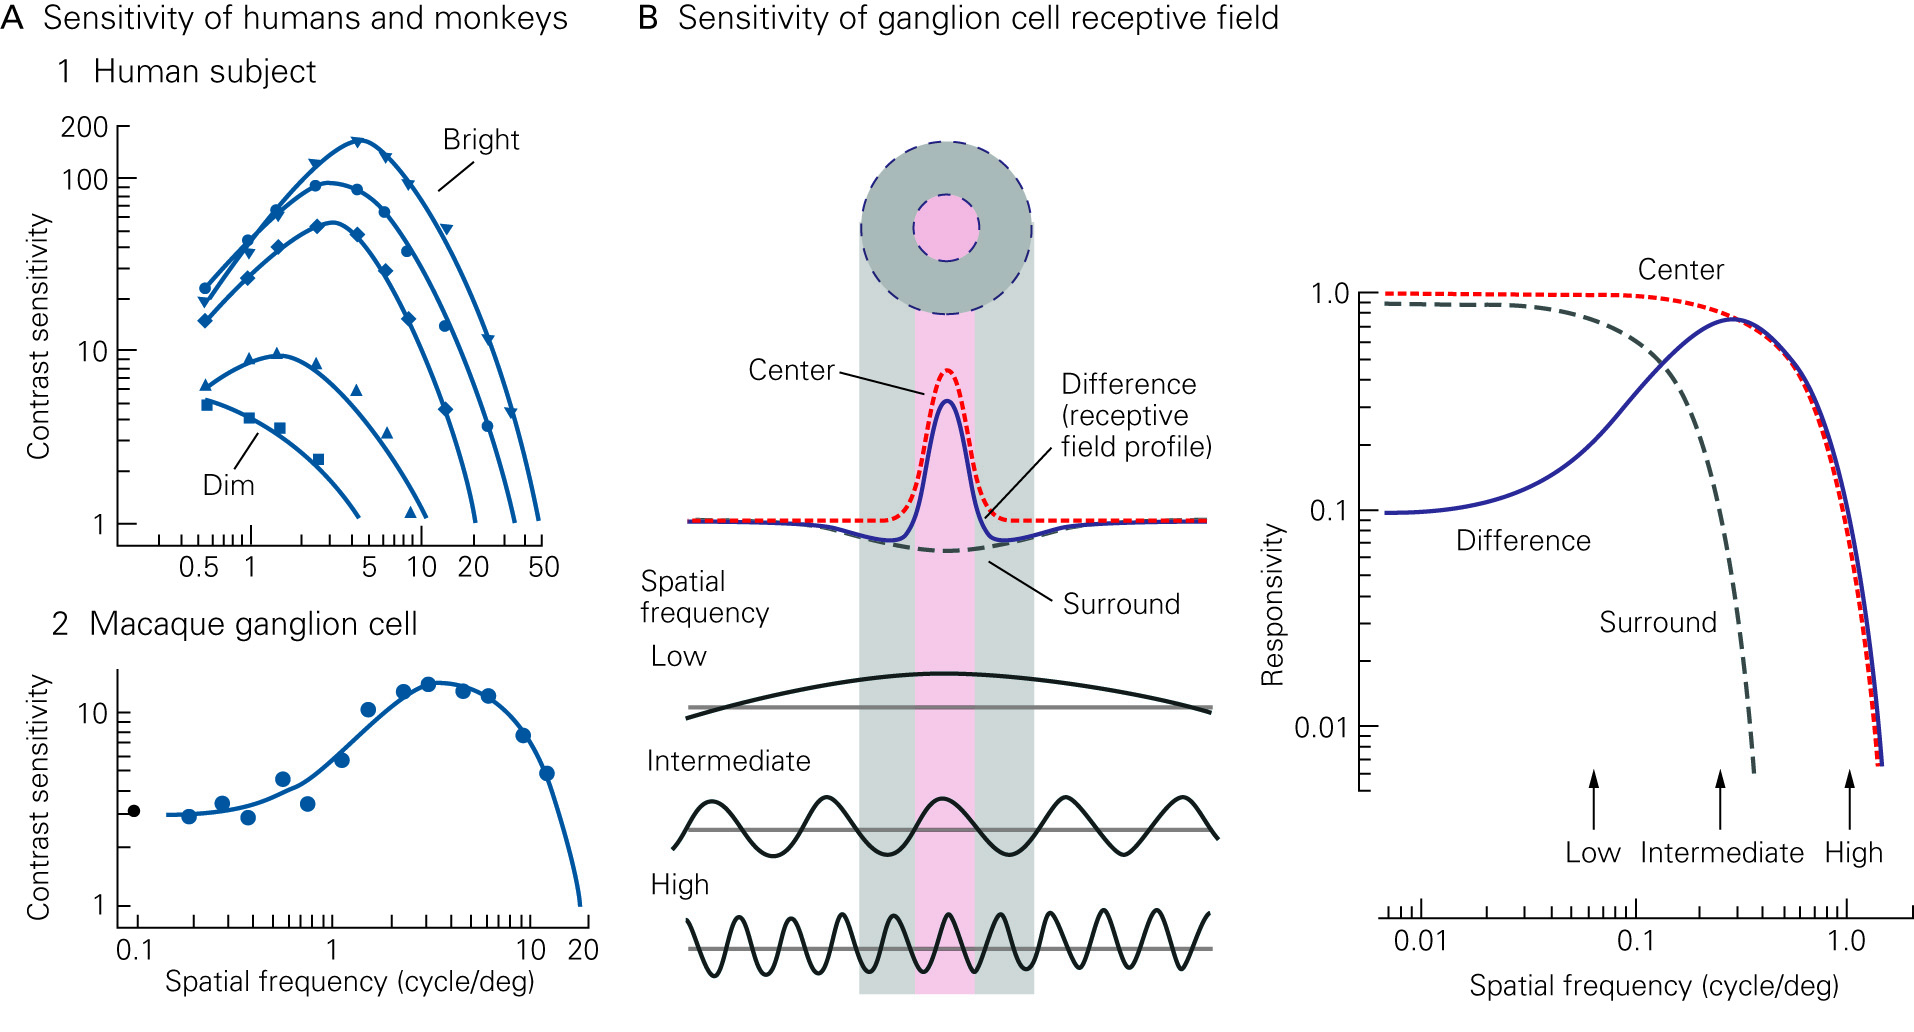 A Sensitivity of humans and monkeys
1 Human subject
200
100
10
1
Contrast sensitivity
Bright
Dim
0.5 1 5 10 20 50
2 Macaque ganglion cell
10
1
Contrast sensitivity
0.1 1 10 20
Spatial frequency (cycle/deg)
B Sensitivity of ganglion cell receptive field
Center
Difference
(receptive
field profile)
Surround
Spatial
frequency
Low
Intermediate
High
Center
1.0
0.1
0.01
Responsivity
Difference
Surround
Low Intermediate High
0.01 0.1 1.0
Spatial frequency (cycle/deg)